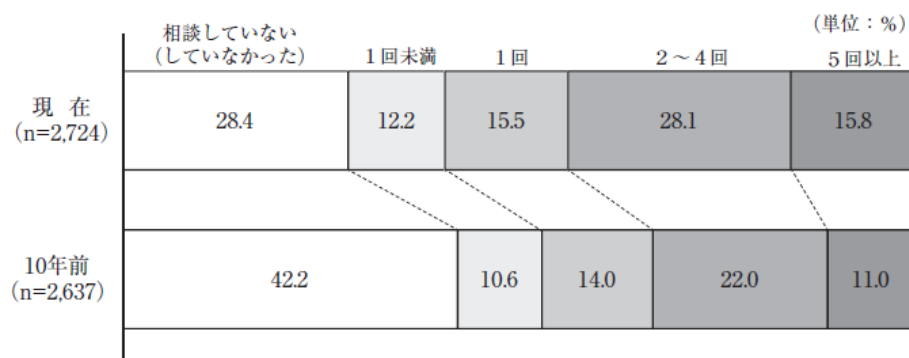 (単位:%)
相談していない
(していなかった)
1回未満
1回
2~4回
5回以上
現 在
(n=2,724)
28.4
12.2
15.5
28.1
15.8
10年前
(n=2,637)
42.2
10.6
14.0
22.0
11.0